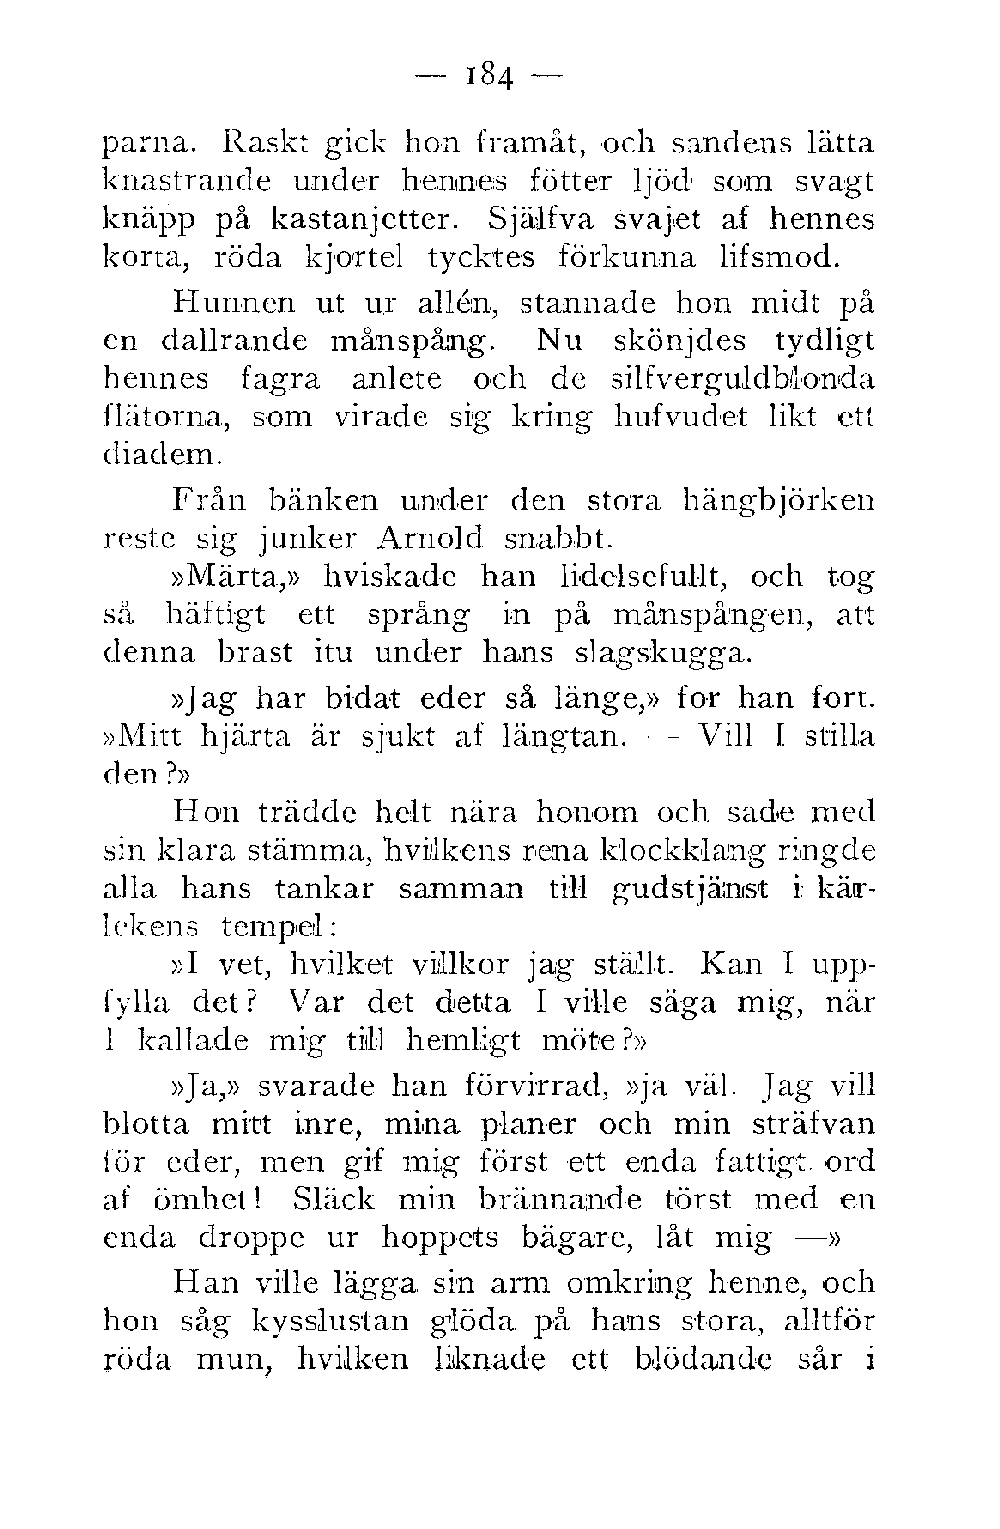 — 184 —
parna. Raskt gick hon framåt, och sandens lätta
knastrande under hennes fötter ljöd som svagt
knäpp på kastanjetter. Själfva svajet af hennes
korta, röda kjortel tycktes förkunna lifsmod.
Hunnen ut ur allén, stannade hon midt på
en dallrande månspång. Nu skönjdes tydligt
hennes fagra anlete och de silfverguldblonda
flätorna, som virade sig kring hufvudet likt ett
diadem.
Från bänken under den stora hängbjörken
reste sig junker Arnold snabbt.
»Märta,» hviskade han lidelsefullt, och tog
så häftigt ett språng in på månspången, att
denna brast itu under hans slagskugga.
»Jag har bidat eder så länge,» for han fort.
»Mitt hjärta är sjukt af längtan. - - Vill I stilla
den?»
Hon trädde helt nära honom och sade med
sin klara stämma, hvilkens rena klockklang ringde
alla hans tankar samman till gudstjänst i kär-
lekens tempel:
»I vet, hvilket villkor jag ställt. Kan I upp-
fylla det? Var det detta I ville säga mig, när
I kallade mig till hemligt möte?»
»Ja,» svarade han förvirrad, »ja väl. Jag vill
blotta mitt inre, mina planer och min sträfvan
för eder, men gif mig först ett enda fattigt ord
af ömhet! Släck min brännande törst med en
enda droppe ur hoppets bägare, låt mig —»
Han ville lägga sin arm omkring henne, och
hon såg kysslustan glöda på hans stora, alltför
röda mun, hvilken liknade ett blödande sår i